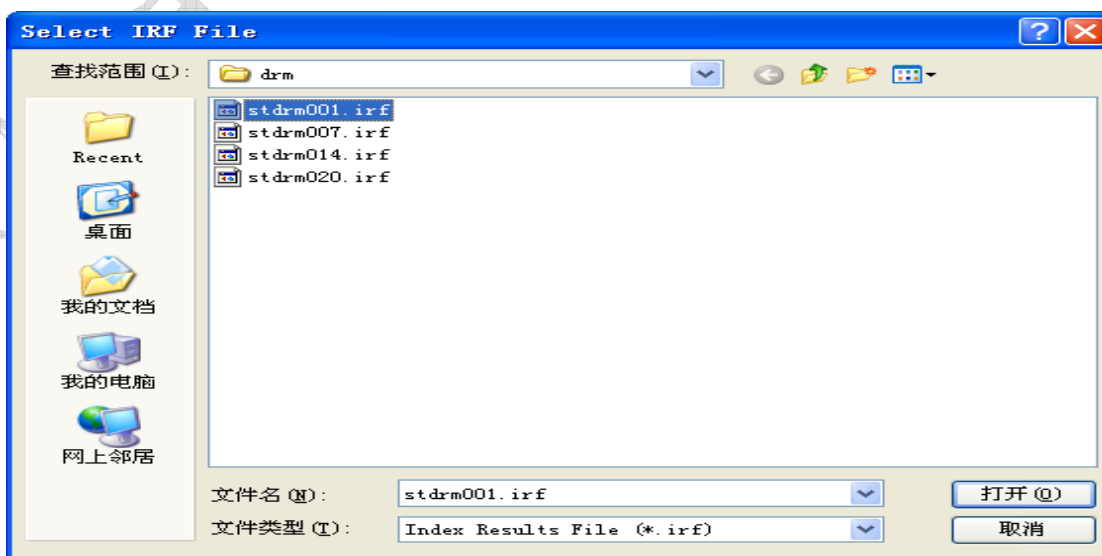 Select IRF File
查找范围(I):
drm
stdrm001.irf
stdrm007.irf
stdrm014.irf
stdrm020.irf
Recent
桌面
我的文档
我的电脑
网上邻居
文件名(N):
stdrm001.irf
打开(O)
文件类型(T):
Index Results File (*.irf)
取消